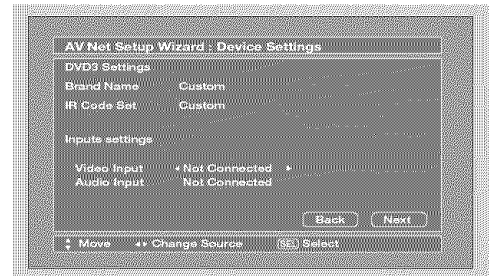 AV Net Setup Wizard : Device Settings
DVD3 Settings
Brand Name Custom
IR Code Set Custom
Inputs settings
Video Input Not Connected
Audio Input Not Connected
Back Next
Move Change Source SEL Select